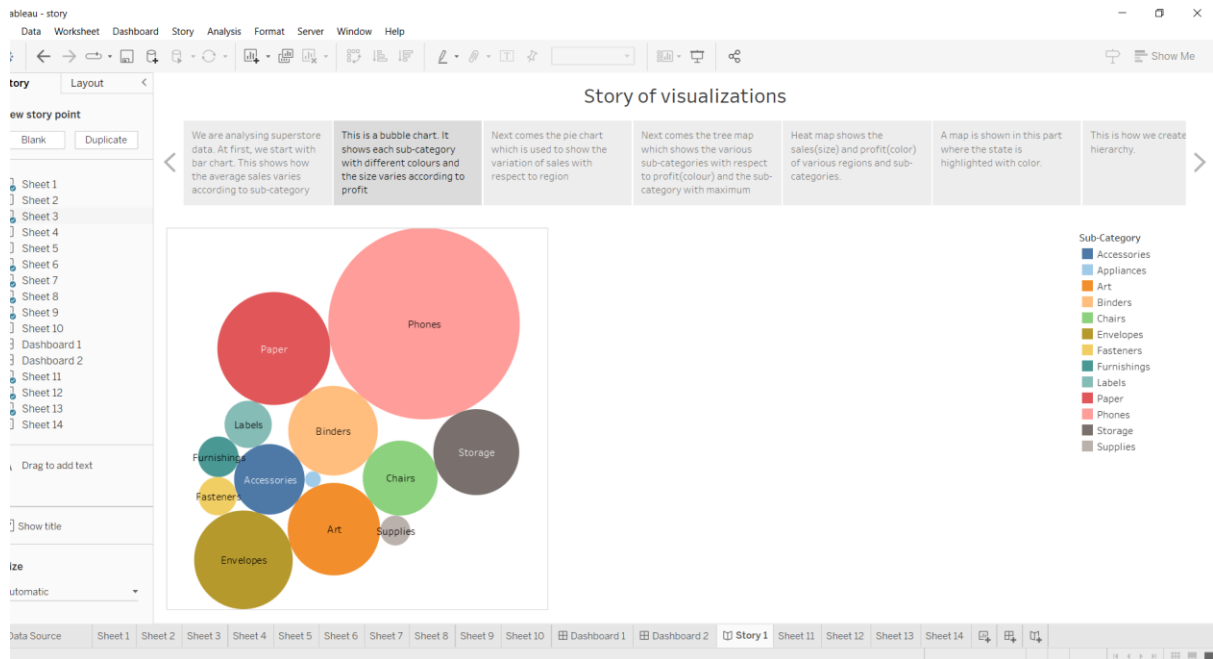 ableau - story
Data Worksheet Dashboard Story Analysis Format Server Window Help
Show Me
tory Layout
ew story point
Blank Duplicate
Sheet 1
Sheet 2
Sheet 3
Sheet 4
Sheet 5
Sheet 6
Sheet 7
Sheet 8
Sheet 9
Sheet 10
Dashboard 1
Dashboard 2
Sheet 11
Sheet 12
Sheet 13
Sheet 14
Drag to add text
Show title
ize
utomatic
Story of visualizations
We are analysing superstore
data. At first, we start with
bar chart. This shows how
the average sales varies
according to sub-category
This is a bubble chart. It
shows each sub-category
with different colours and
the size varies according to
profit
Next comes the pie chart
which is used to show the
variation of sales with
respect to region
Next comes the tree map
which shows the various
sub-categories with respect
to profit(colour) and the sub-
category with maximum
Heat map shows the
sales(size) and profit(color)
of various regions and sub-
categories.
A map is shown in this part
where the state is
highlighted with color.
This is how we create
hierarchy.
Phones
Paper
Labels
Binders
Furnishings
Storage
Accessories
Chairs
Fasteners
Art
Supplies
Envelopes
Sub-Category
Accessories
Appliances
Art
Binders
Chairs
Envelopes
Fasteners
Furnishings
Labels
Paper
Phones
Storage
Supplies
Data Source Sheet 1 Sheet 2 Sheet 3 Sheet 4 Sheet 5 Sheet 6 Sheet 7 Sheet 8 Sheet 9 Sheet 10 Dashboard 1 Dashboard 2 Story 1 Sheet 11 Sheet 12 Sheet 13 Sheet 14